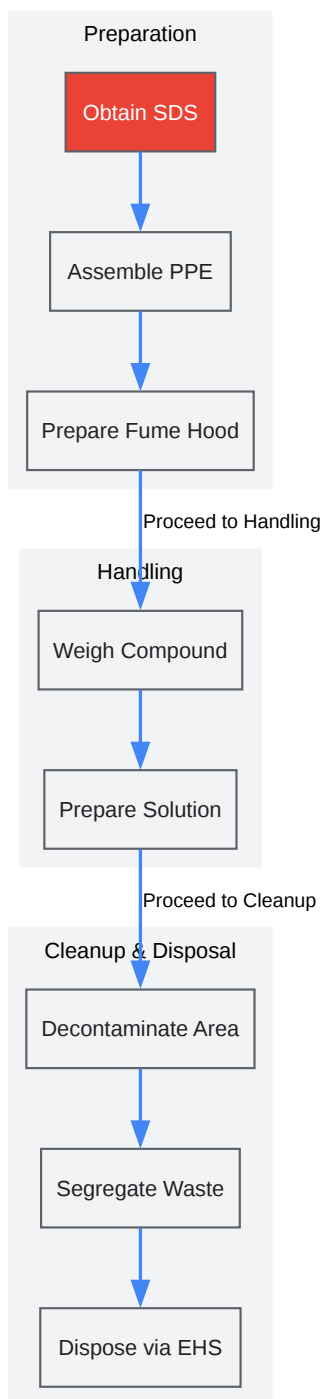 Preparation
Obtain SDS
Assemble PPE
Prepare Fume Hood
Proceed to Handling
Handling
Weigh Compound
Prepare Solution
Proceed to Cleanup
Cleanup & Disposal
Decontaminate Area
Segregate Waste
Dispose via EHS